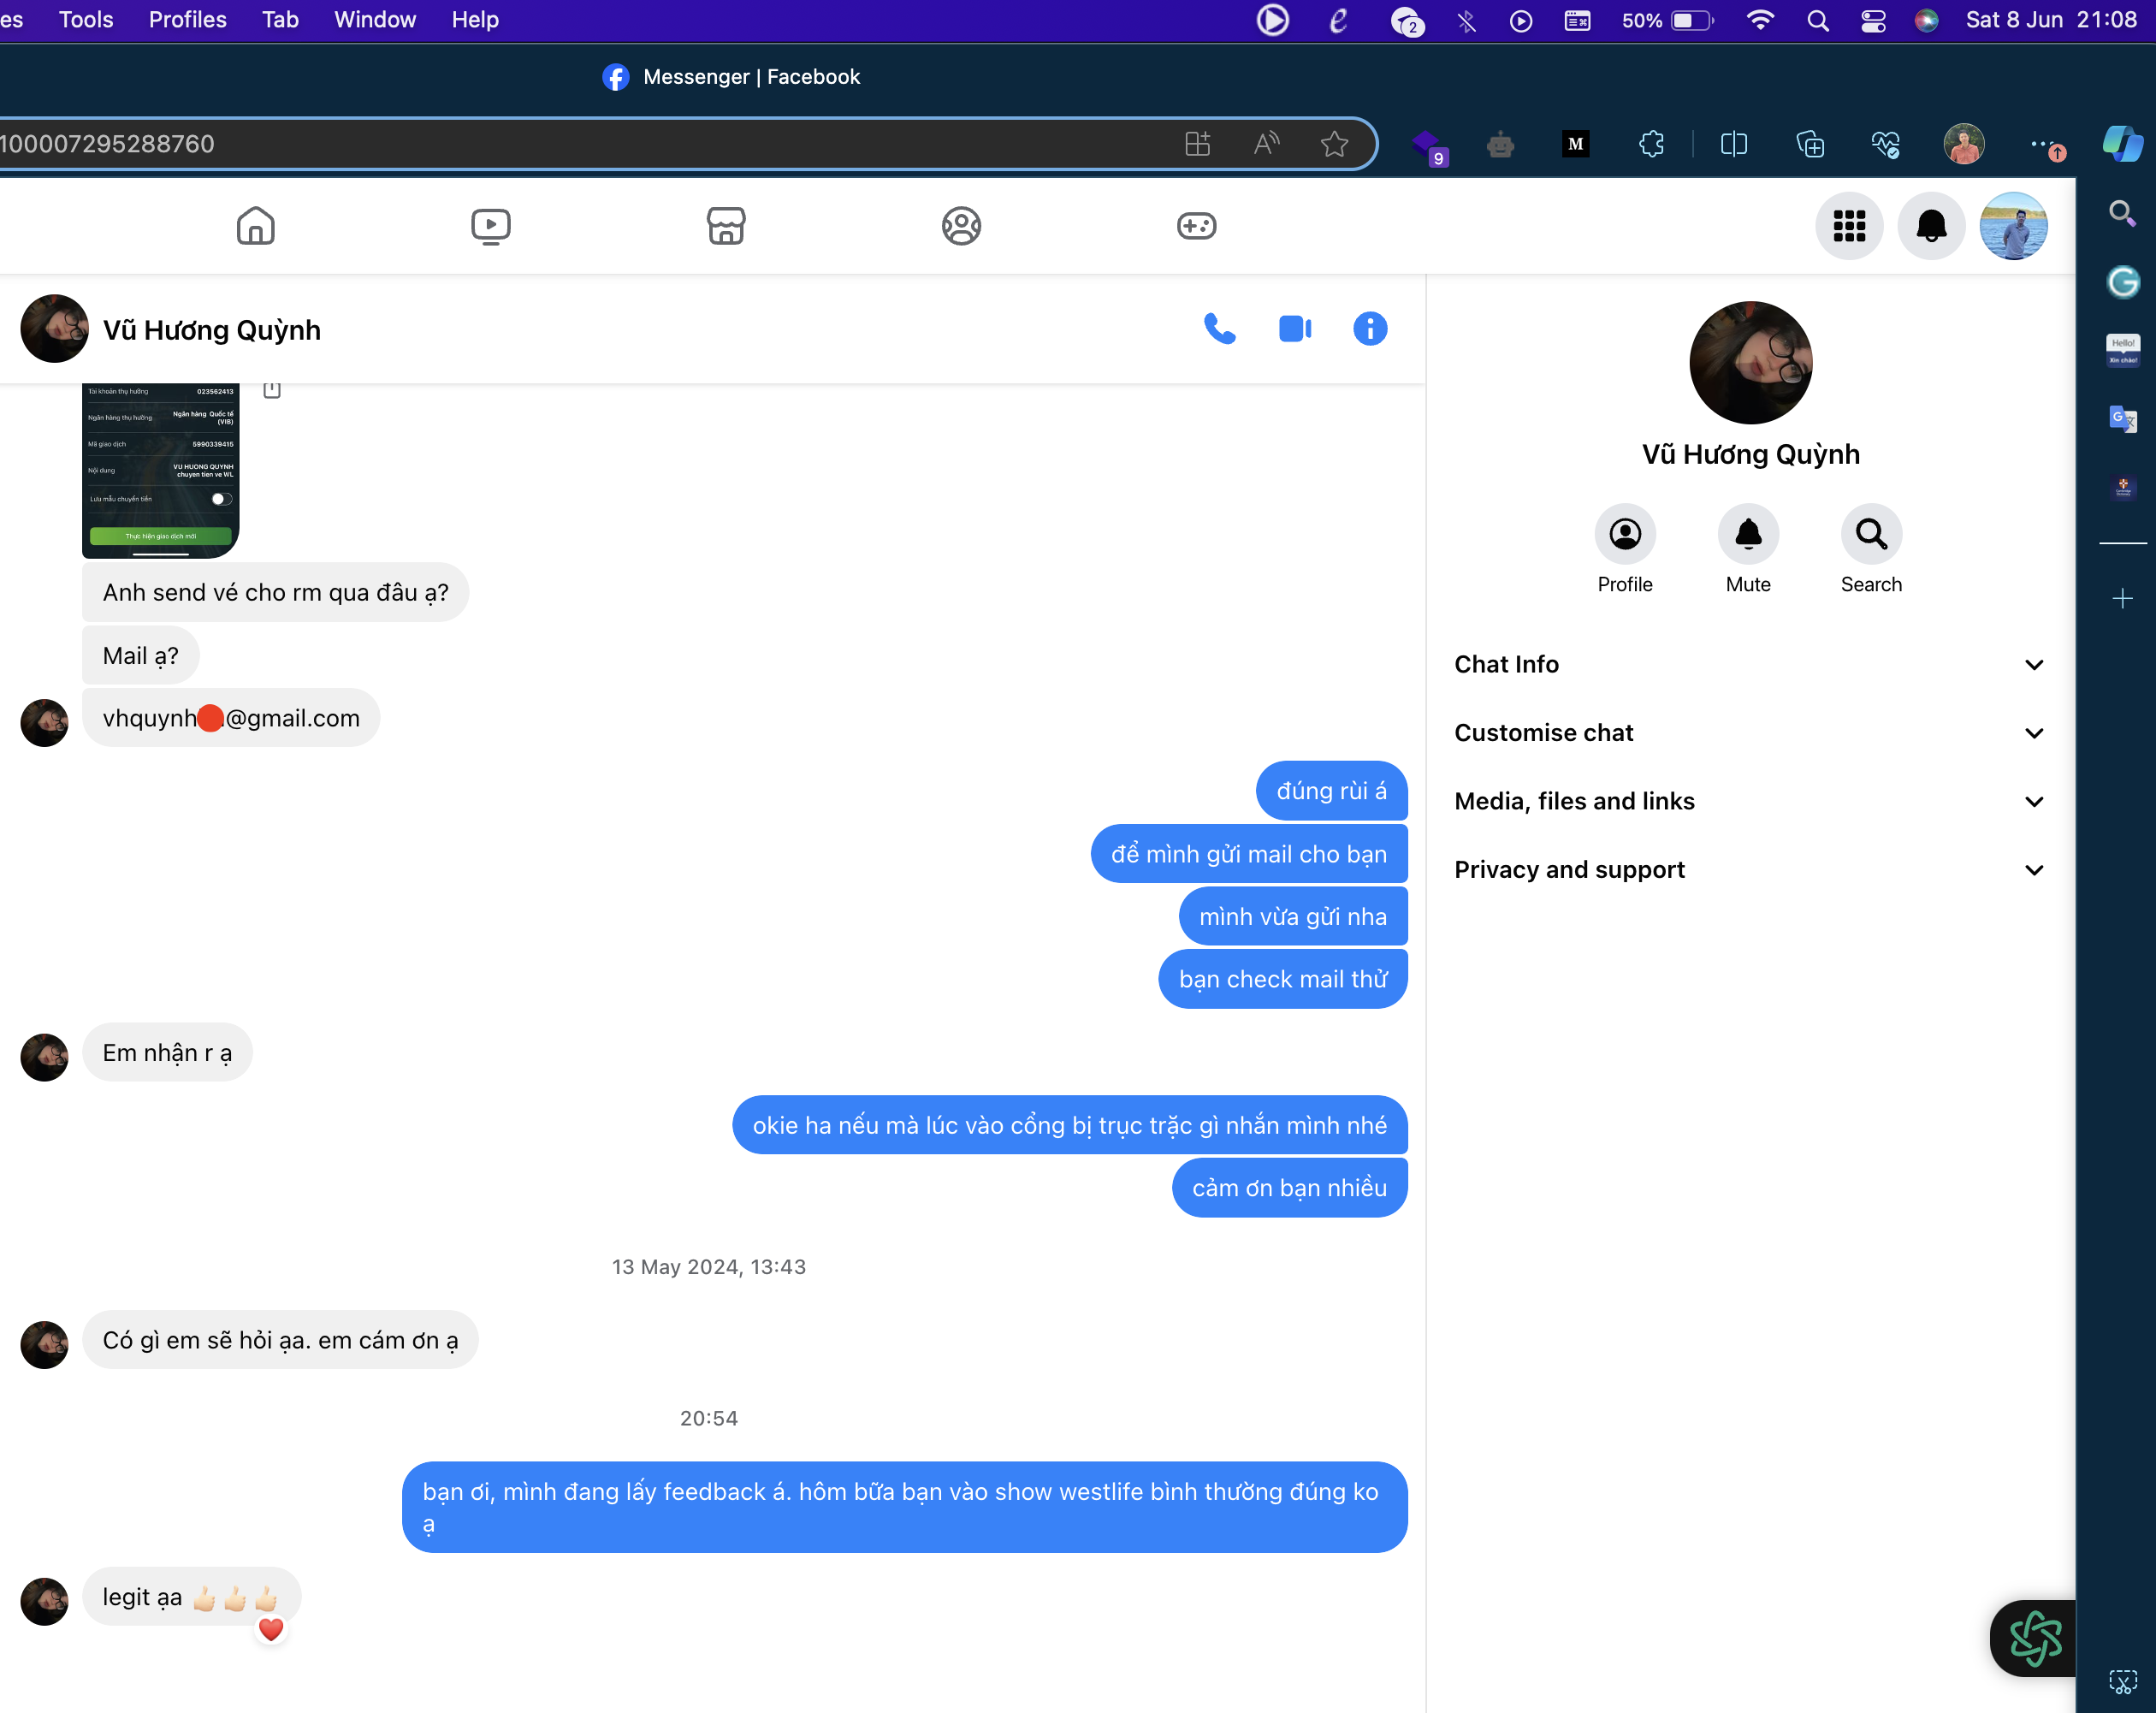 es Tools Profiles Tab Window Help 2 50% Sat 8 Jun 21:08
Messenger | Facebook
100007295288760 A 9 M
Vũ Hương Quỳnh
Tài khoản thụ hưởng 023562413
Ngân hàng thụ hưởng Ngân hàng Quốc tế
(VIB)
Mã giao dịch 5990339415
Nội dung VU HUONG QUYNH
chuyen tien ve WL
Lưu mẫu chuyển tiền
Thực hiện giao dịch mới
Anh send vé cho rm qua đâu ạ?
Mail ạ?
vhquynh @gmail.com
đúng rùi á
để mình gửi mail cho bạn
mình vừa gửi nha
bạn check mail thử
Em nhận r ạ
okie ha nếu mà lúc vào cổng bị trục trặc gì nhắn mình nhé
cảm ơn bạn nhiều
13 May 2024, 13:43
Có gì em sẽ hỏi ạa. em cám ơn ạ
20:54
bạn ơi, mình đang lấy feedback á. hôm bữa bạn vào show westlife bình thường đúng ko
ạ
legit ạa 👍🏻👍🏻👍🏻
❤️
Vũ Hương Quỳnh
Profile Mute Search
Chat Info
Customise chat
Media, files and links
Privacy and support
Hello!
Xin chào!